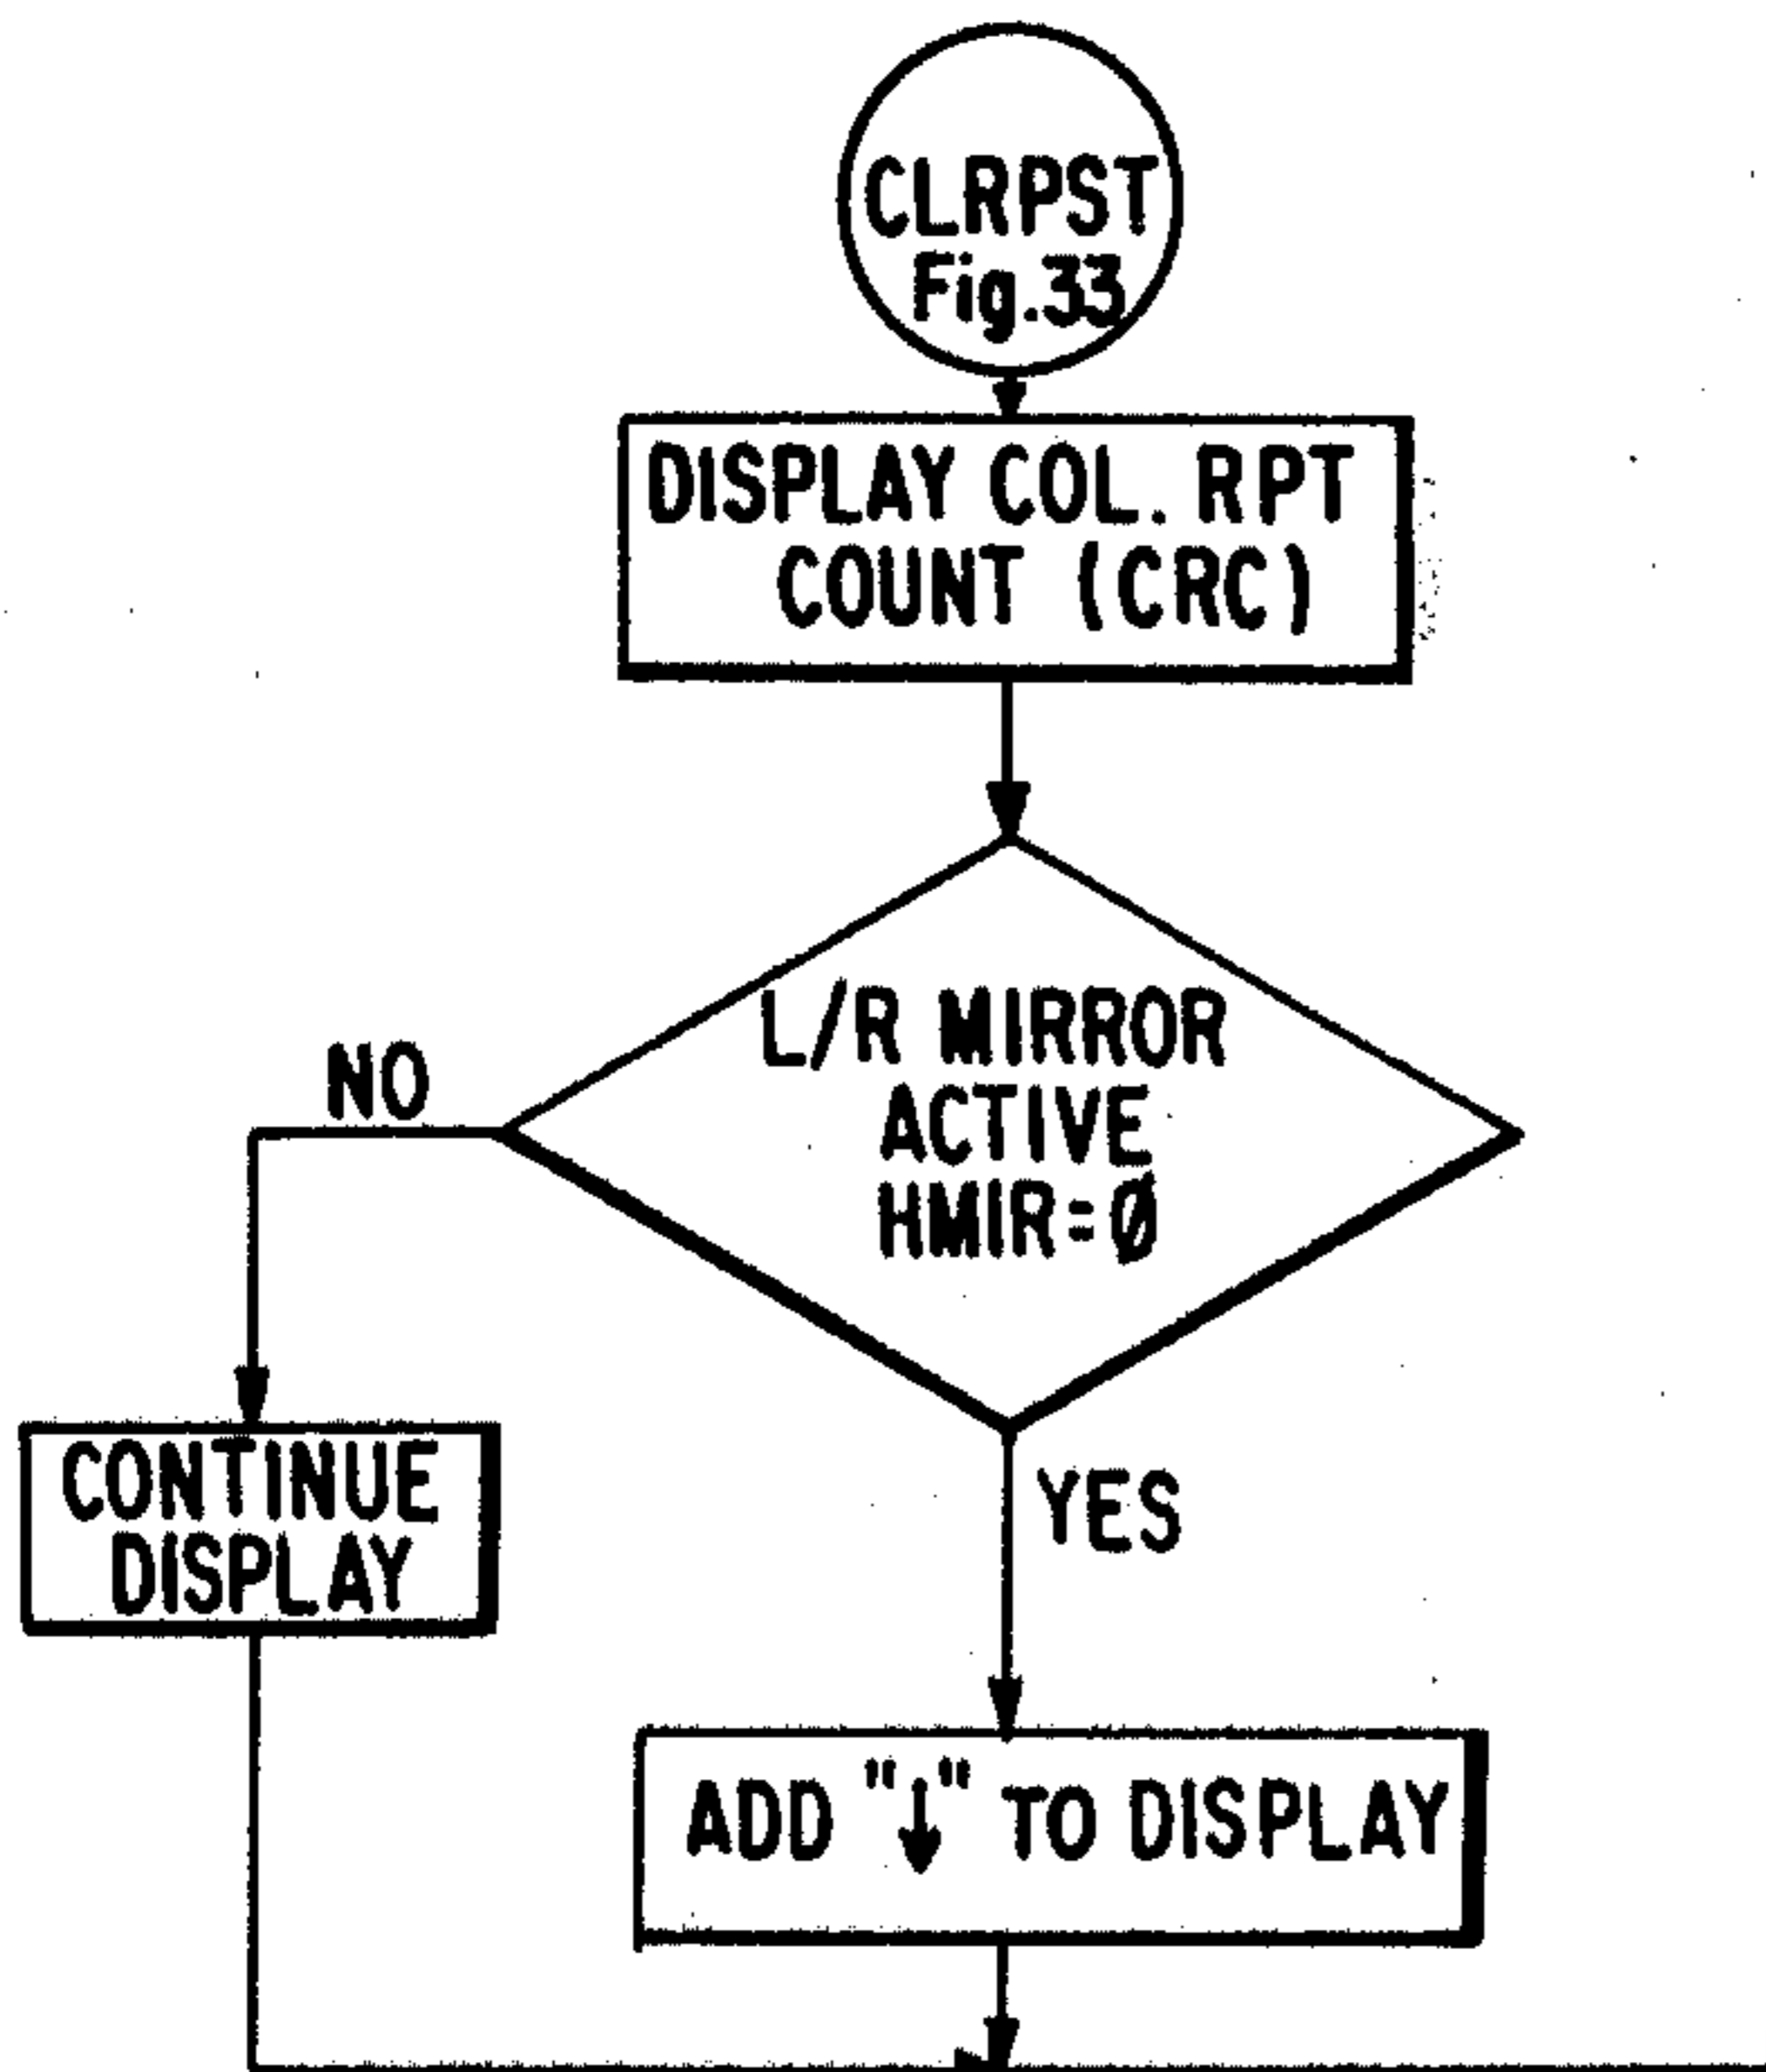 CLRPST
Fig.33
DISPLAY COL. RPT
COUNT (CRC)
L/R MIRROR
ACTIVE
HMIR=Ø
NO
YES
CONTINUE
DISPLAY
ADD "↓" TO DISPLAY